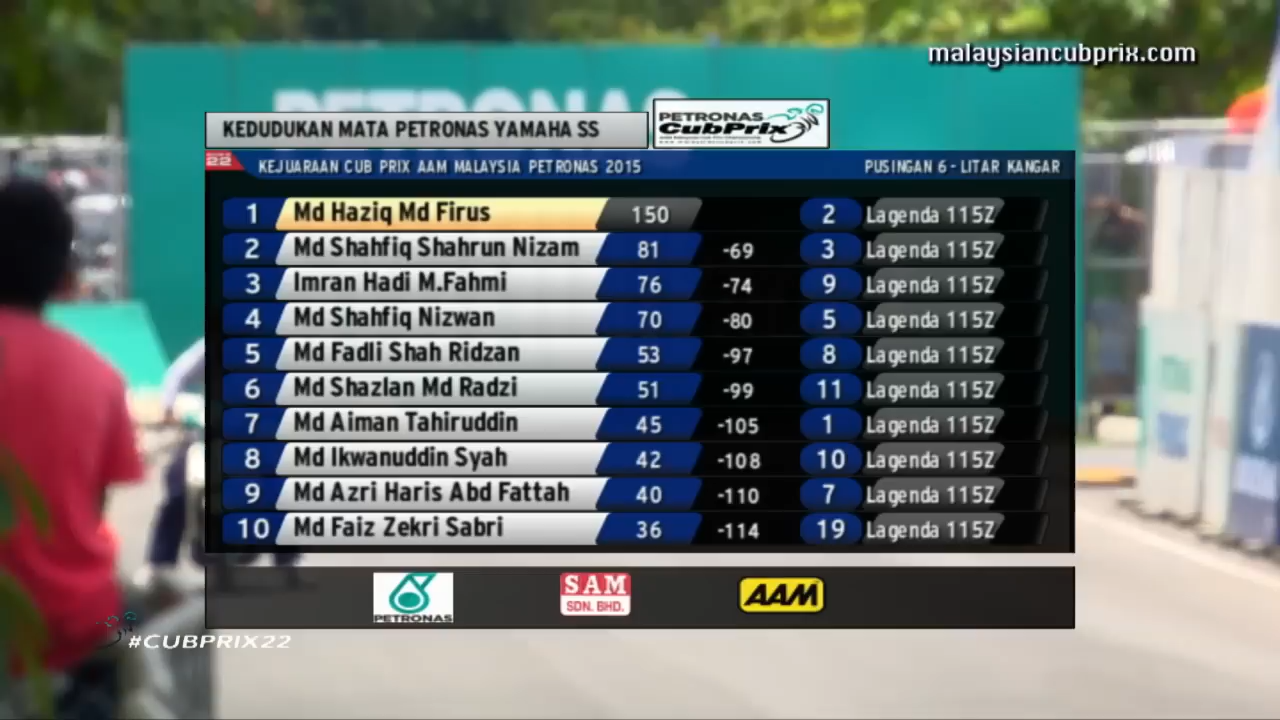 malaysiancubprix.com
PETRONAS
KEDUDUKAN MATA PETRONAS YAMAHA SS
PETRONAS
CubPrix
22
KEJUARAAN CUB PRIX AAM MALAYSIA PETRONAS 2015 PUSINGAN 6 - LITAR KANGAR
1 Md Haziq Md Firus 150 2 Lagenda 115Z
2 Md Shahfiq Shahrun Nizam 81 -69 3 Lagenda 115Z
3 Imran Hadi M.Fahmi 76 -74 9 Lagenda 115Z
4 Md Shahfiq Nizwan 70 -80 5 Lagenda 115Z
5 Md Fadli Shah Ridzan 53 -97 8 Lagenda 115Z
6 Md Shazlan Md Radzi 51 -99 11 Lagenda 115Z
7 Md Aiman Tahiruddin 45 -105 1 Lagenda 115Z
8 Md Ikwanuddin Syah 42 -108 10 Lagenda 115Z
9 Md Azri Haris Abd Fattah 40 -110 7 Lagenda 115Z
10 Md Faiz Zekri Sabri 36 -114 19 Lagenda 115Z
PETRONAS
SAM
SDN. BHD.
AAM
#CUBPRIX22